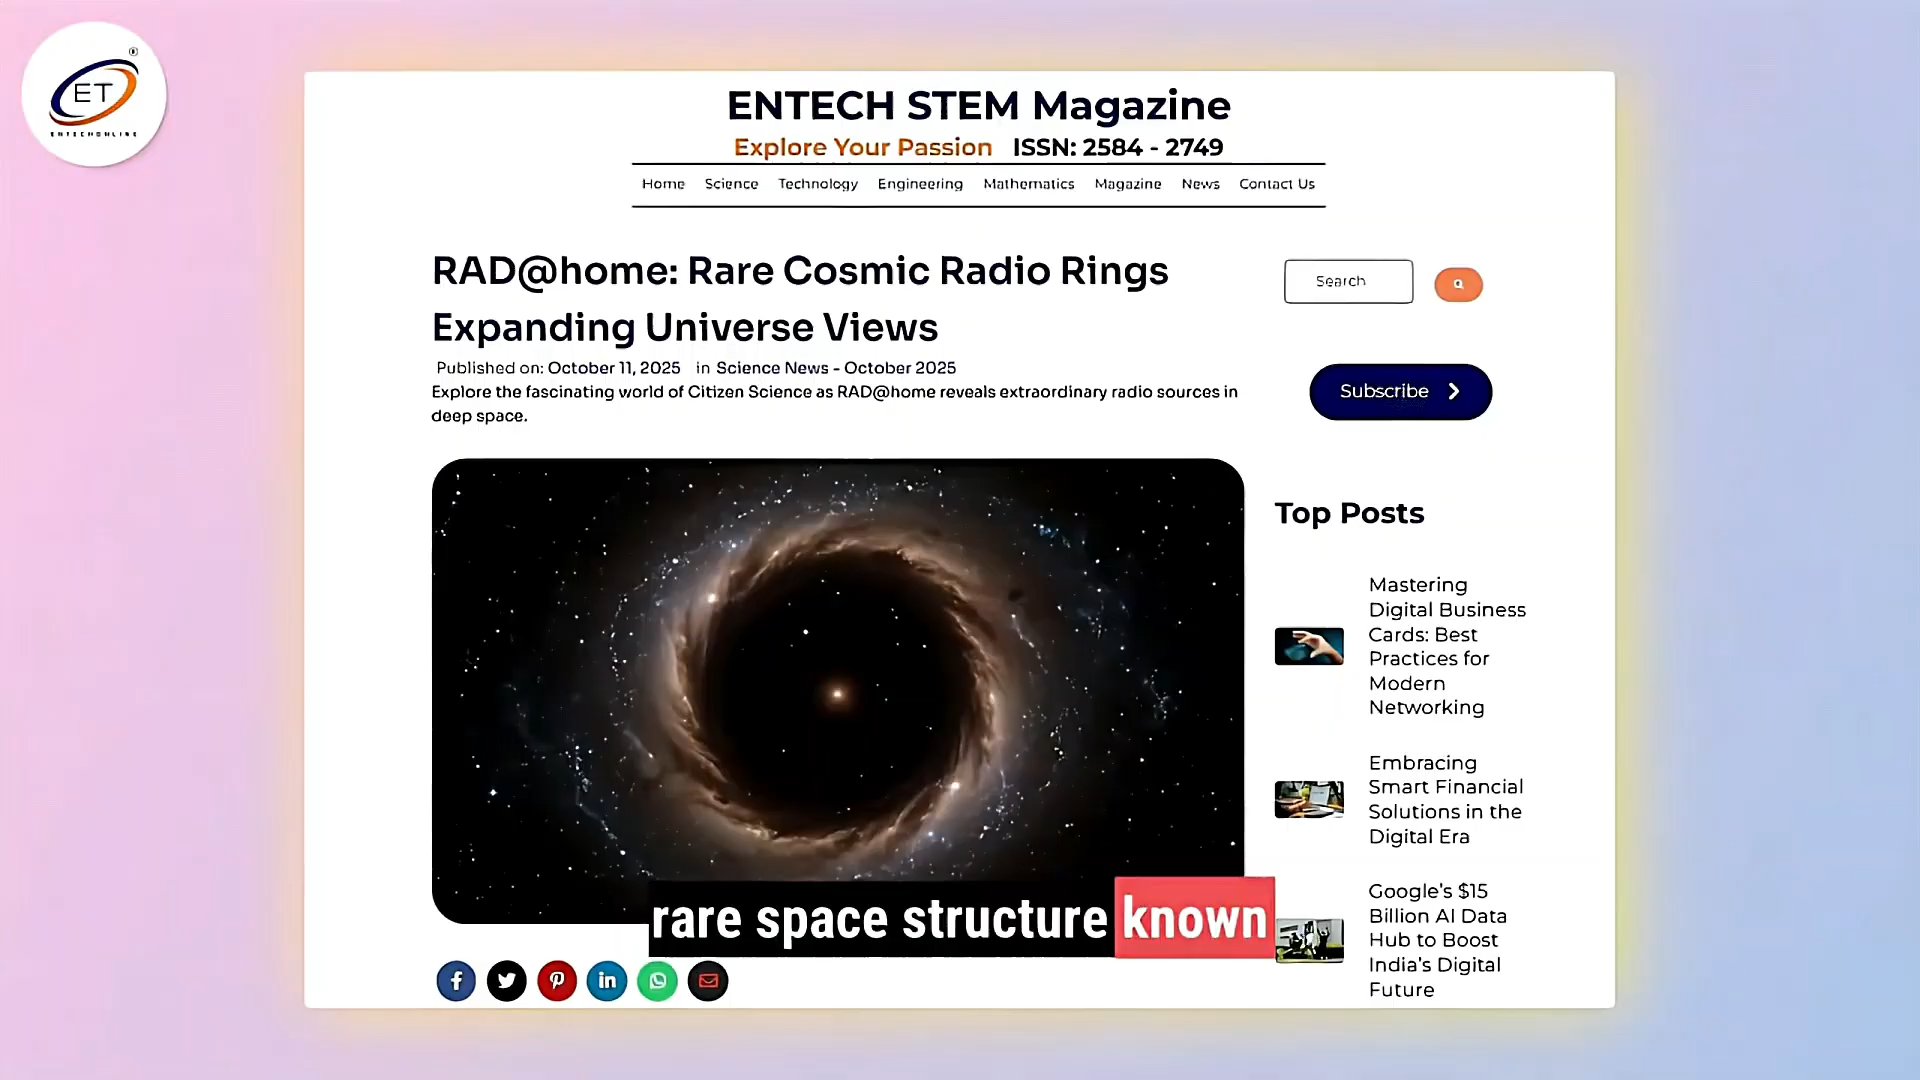 ET
ENTECHONLINE
ENTECH STEM Magazine
Explore Your Passion ISSN: 2584 - 2749
Home Science Technology Engineering Mathematics Magazine News Contact Us
RAD@home: Rare Cosmic Radio Rings
Expanding Universe Views
Published on: October 11, 2025 in Science News - October 2025
Explore the fascinating world of Citizen Science as RAD@home reveals extraordinary radio sources in
deep space.
Search
Subscribe
Top Posts
Mastering
Digital Business
Cards: Best
Practices for
Modern
Networking
Embracing
Smart Financial
Solutions in the
Digital Era
Google's $15
Billion AI Data
Hub to Boost
India's Digital
Future
rare space structure known